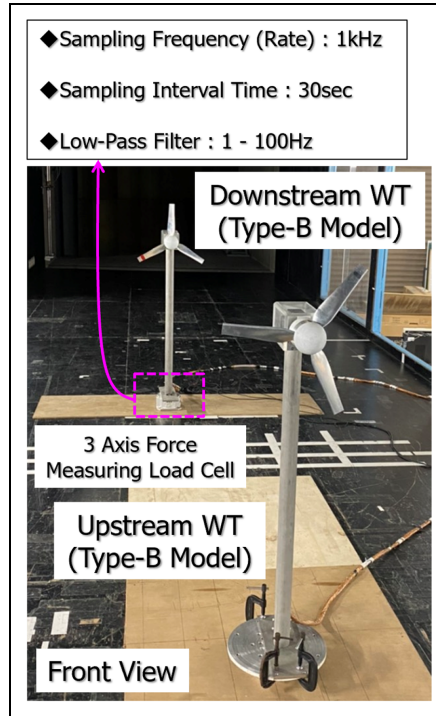 ◆Sampling Frequency (Rate) : 1kHz
◆Sampling Interval Time : 30sec
◆Low-Pass Filter : 1 - 100Hz
Downstream WT
(Type-B Model)
3 Axis Force
Measuring Load Cell
Upstream WT
(Type-B Model)
Front View